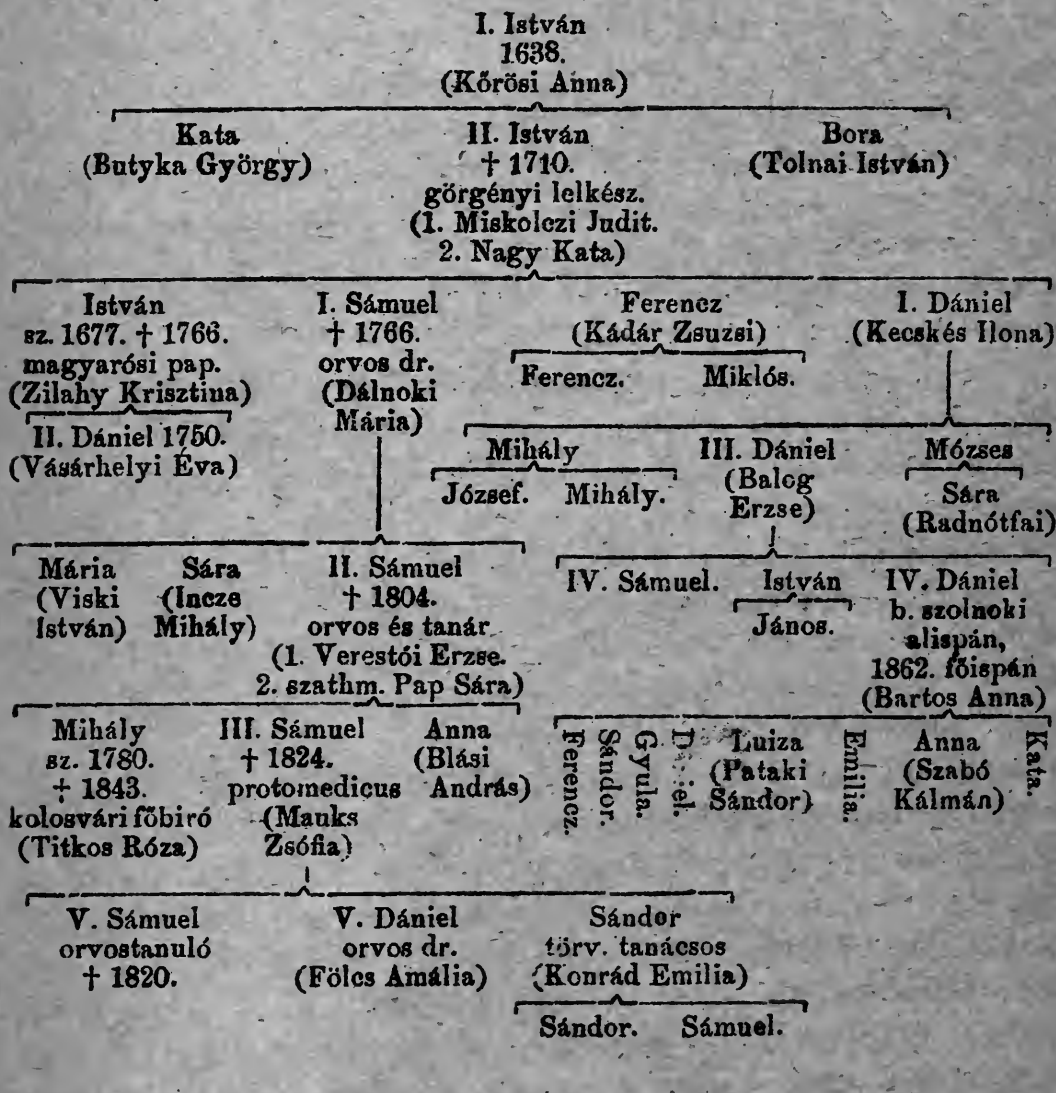 I. István
1638.
(Kőrösi Anna)
Kata
(Butyka György)
II. István
† 1710.
görgényi lelkész.
(1. Miskolczi Judit.
2. Nagy Kata)
Bora
(Tolnai István)
István
sz. 1677. † 1766.
magyarósi pap.
(Zilahy Krisztina)
II. Dániel 1750.
(Vásárhelyi Éva)
I. Sámuel
† 1766.
orvos dr.
(Dálnoki
Mária)
Ferencz
(Kádár Zsuzsi)
Ferencz. Miklós.
I. Dániel
(Kecskés Ilona)
Mihály
József. Mihály.
III. Dániel
(Balog
Erzse)
Mózses
Sára
(Radnótfai)
Mária
(Viski
István)
Sára
(Incze
Mihály)
II. Sámuel
† 1804.
orvos és tanár
(1. Verestói Erzse.
2. szathm. Pap Sára)
IV. Sámuel.
István
János.
IV. Dániel
b. szolnoki
alispán,
1862. főispán
(Bartos Anna)
Mihály
sz. 1780.
† 1843.
kolosvári főbiró
(Titkos Róza)
III. Sámuel
† 1824.
protomedicus
(Mauks
Zsófia)
Anna
(Blási
András)
Ferencz.
Sándor.
Gyula.
Luiza
(Pataki
Sándor)
Emilia.
Anna
(Szabó
Kálmán)
Kata.
V. Sámuel
orvostanuló
† 1820.
V. Dániel
orvos dr.
(Fölcs Amália)
Sándor
törv. tanácsos
(Konrád Emilia)
Sándor. Sámuel.